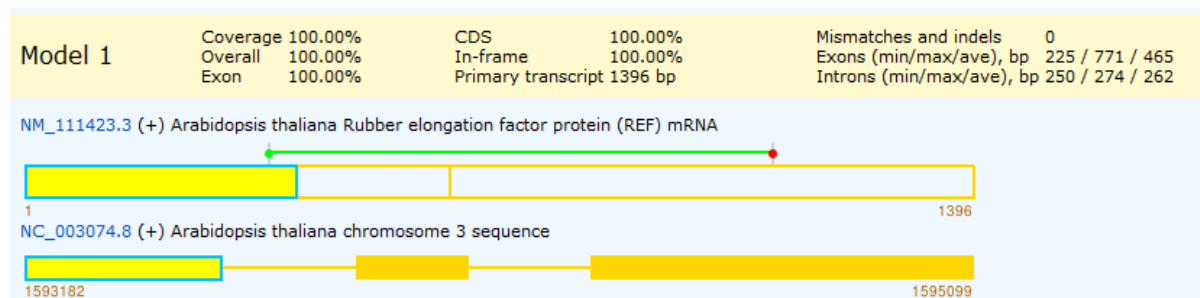 Model 1
Coverage 100.00% CDS 100.00% Mismatches and indels 0
Overall 100.00% In-frame 100.00% Exons (min/max/ave), bp 225 / 771 / 465
Exon 100.00% Primary transcript 1396 bp Introns (min/max/ave), bp 250 / 274 / 262
NM_111423.3 (+) Arabidopsis thaliana Rubber elongation factor protein (REF) mRNA
1 1396
NC_003074.8 (+) Arabidopsis thaliana chromosome 3 sequence
1593182 1595099